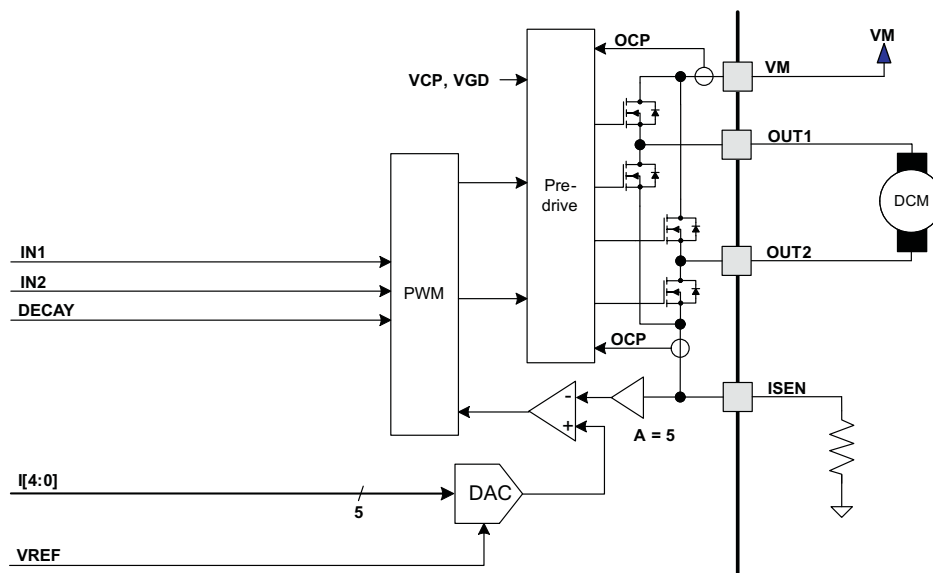 VM
OCP
VM
VCP, VGD
OUT1
Pre-
drive
DCM
IN1
OUT2
IN2
PWM
DECAY
OCP
ISEN
-
+
A = 5
I[4:0]
5
DAC
VREF